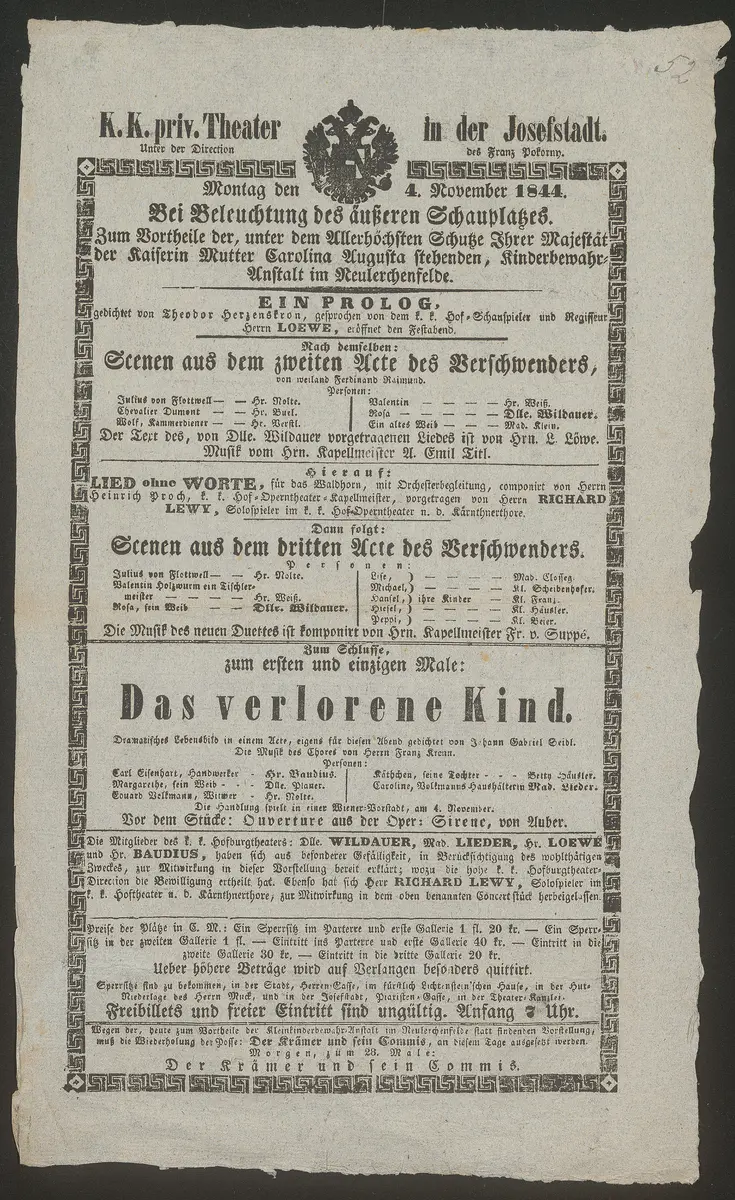 52
K. K. priv. Theater in der Josefstadt.
Unter der Direction des Franz Pokorny.
Montag den 4. November 1844.
Bei Beleuchtung des äußeren Schauplatzes.
Zum Vortheile der, unter dem Allerhöchsten Schutze Ihrer Majestät
der Kaiserin Mutter Carolina Augusta stehenden, Kinderbewahr-
Anstalt im Neulerchenfelde.
EIN PROLOG,
gedichtet von Theodor Herzenskron, gesprochen von dem k. k. Hof-Schauspieler und Regisseur
Herrn LOEWE, eröffnet den Festabend.
Nach demselben:
Scenen aus dem zweiten Acte des Verschwenders,
von weiland Ferdinand Raimund.
Personen:
Julius von Flottwell — — Hr. Nolte.
Chevalier Dumont — — Hr. Buel.
Wolf, Kammerdiener — — Hr. Verstl.
Valentin — — — — Hr. Weiß.
Rosa — — — — Dlle. Wildauer.
Ein altes Weib — — — Mad. Klein.
Der Text des, von Dlle. Wildauer vorgetragenen Liedes ist von Hrn. L. Löwe.
Musik vom Hrn. Kapellmeister A. Emil Titl.
Hierauf:
LIED ohne WORTE, für das Waldhorn, mit Orchesterbegleitung, componirt von Herrn
Heinrich Proch, k. k. Hof-Operntheater-Kapellmeister, vorgetragen von Herrn RICHARD
LEWY, Solospieler im k. k. Hof-Operntheater n. d. Kärnthnerthore.
Dann folgt:
Scenen aus dem dritten Acte des Verschwenders.
Personen:
Julius von Flottwell — — Hr. Nolte.
Valentin Holzwurm ein Tischler-
meister — — — — Hr. Weiß.
Rosa, sein Weib — — Dlle. Wildauer.
Lise, ) — — — — Mad. Closseg.
Michael, ) — — — — Kl. Scheibenhofer.
Hansel, ) ihre Kinder — Kl. Franz.
Hiesel, ) — — — — Kl. Häusler.
Peppi, ) — — — — Kl. Beier.
Die Musik des neuen Duettes ist komponirt von Hrn. Kapellmeister Fr. v. Suppé.
Zum Schlusse,
zum ersten und einzigen Male:
Das verlorene Kind.
Dramatisches Lebensbild in einem Acte, eigens für diesen Abend gedichtet von Johann Gabriel Seidl.
Die Musik des Chores von Herrn Franz Krenn.
Personen:
Carl Eisenhart, Handwerker - Hr. Baudius.
Margarethe, sein Weib - - Dlle. Planer.
Eduard Volkmann, Witwer - Hr. Nolte.
Käthchen, seine Tochter - - - Betty Häusler.
Caroline, Volkmanns Haushälterin Mad. Lieder.
Die Handlung spielt in einer Wiener-Vorstadt, am 4. November.
Vor dem Stücke: Ouverture aus der Oper: Sirene, von Auber.
Die Mitglieder des k. k. Hofburgtheaters: Dlle. WILDAUER, Mad. LIEDER, Hr. LOEWE
und Hr. BAUDIUS, haben sich aus besonderer Gefälligkeit, in Berücksichtigung des wohlthätigen
Zweckes, zur Mitwirkung in dieser Vorstellung bereit erklärt; wozu die hohe k. k. Hofburgtheater-
Direction die Bewilligung ertheilt hat. Ebenso hat sich Herr RICHARD LEWY, Solospieler im
k. k. Hoftheater n. d. Kärnthnerthore, zur Mitwirkung in dem oben benannten Concertstück herbeigelassen.
Preise der Plätze in C. M.: Ein Sperrsitz im Parterre und erste Gallerie 1 fl. 20 kr. — Ein Sperr-
sitz in der zweiten Gallerie 1 fl. — Eintritt ins Parterre und erste Gallerie 40 kr. — Eintritt in die
zweite Gallerie 30 kr. — Eintritt in die dritte Gallerie 20 kr.
Ueber höhere Beträge wird auf Verlangen besonders quittirt.
Sperrsitze sind zu bekommen, in der Stadt, Herren-Gasse, im fürstlich Lichtenstein'schen Hause, in der Hut-
Niederlage des Herrn Muck, und in der Josefstadt, Piaristen-Gasse, in der Theater-Kanzlei.
Freibillets und freier Eintritt sind ungültig. Anfang 7 Uhr.
Wegen der, heute zum Vortheile der Kleinkinderbewahr-Anstalt im Neulerchenfelde statt findenden Vorstellung,
muß die Wiederholung der Posse: Der Krämer und sein Commis, an diesem Tage ausgesetzt werden.
Morgen, zum 23. Male:
Der Krämer und sein Commis.